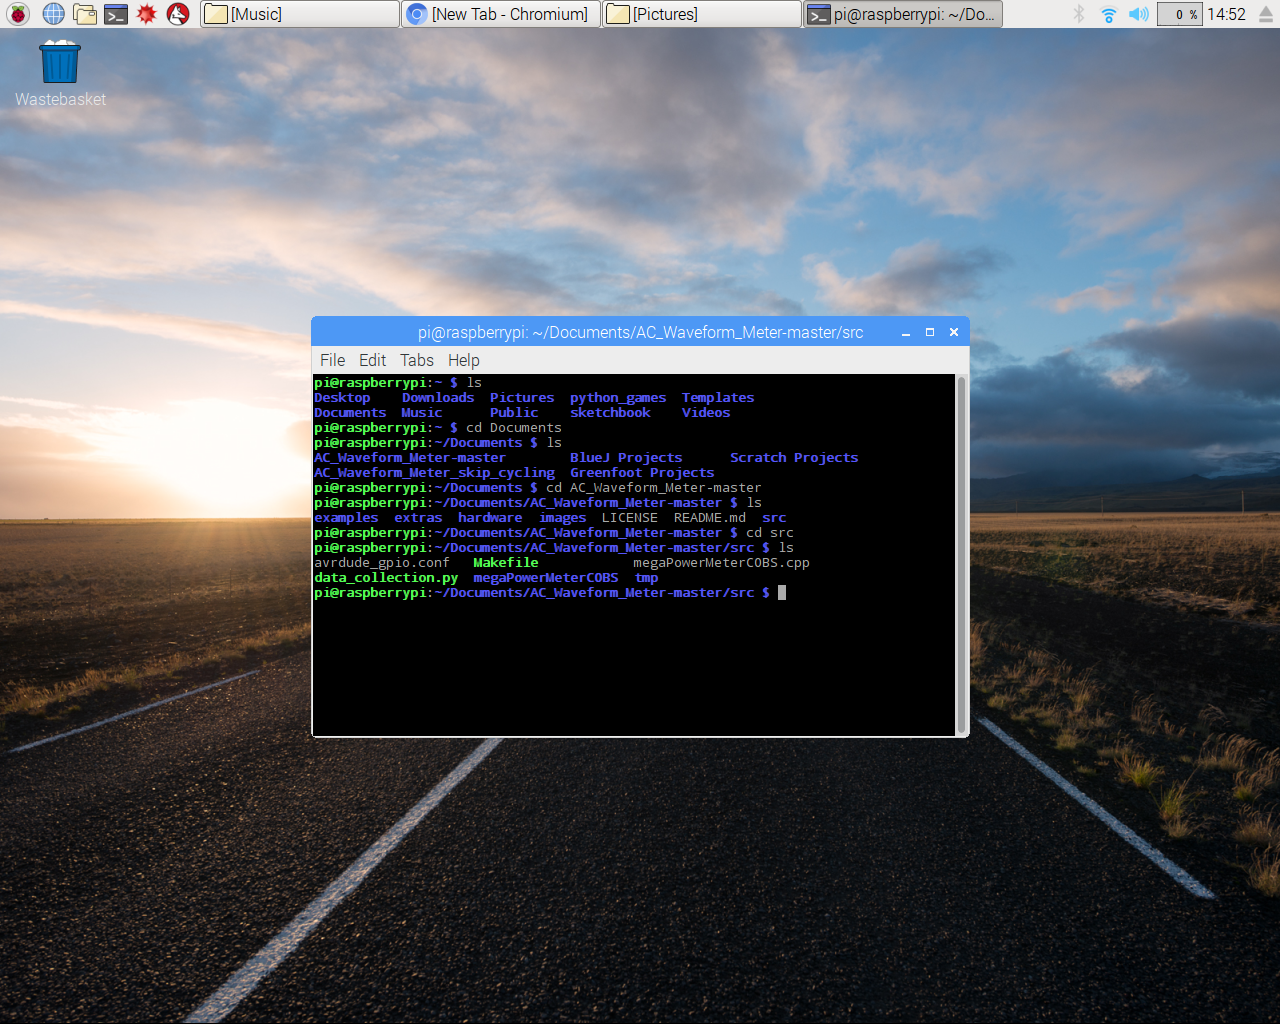 [Music] [New Tab - Chromium] [Pictures] pi@raspberrypi: ~/Do... 0 % 14:52
Wastebasket
pi@raspberrypi: ~/Documents/AC_Waveform_Meter-master/src
File Edit Tabs Help
pi@raspberrypi:~ $ ls
Desktop    Downloads  Pictures  python_games  Templates
Documents  Music      Public    sketchbook    Videos
pi@raspberrypi:~ $ cd Documents
pi@raspberrypi:~/Documents $ ls
AC_Waveform_Meter-master        BlueJ Projects      Scratch Projects
AC_Waveform_Meter_skip_cycling  Greenfoot Projects
pi@raspberrypi:~/Documents $ cd AC_Waveform_Meter-master
pi@raspberrypi:~/Documents/AC_Waveform_Meter-master $ ls
examples  extras  hardware  images  LICENSE  README.md  src
pi@raspberrypi:~/Documents/AC_Waveform_Meter-master $ cd src
pi@raspberrypi:~/Documents/AC_Waveform_Meter-master/src $ ls
avrdude_gpio.conf   Makefile            megaPowerMeterCOBS.cpp
data_collection.py  megaPowerMeterCOBS  tmp
pi@raspberrypi:~/Documents/AC_Waveform_Meter-master/src $